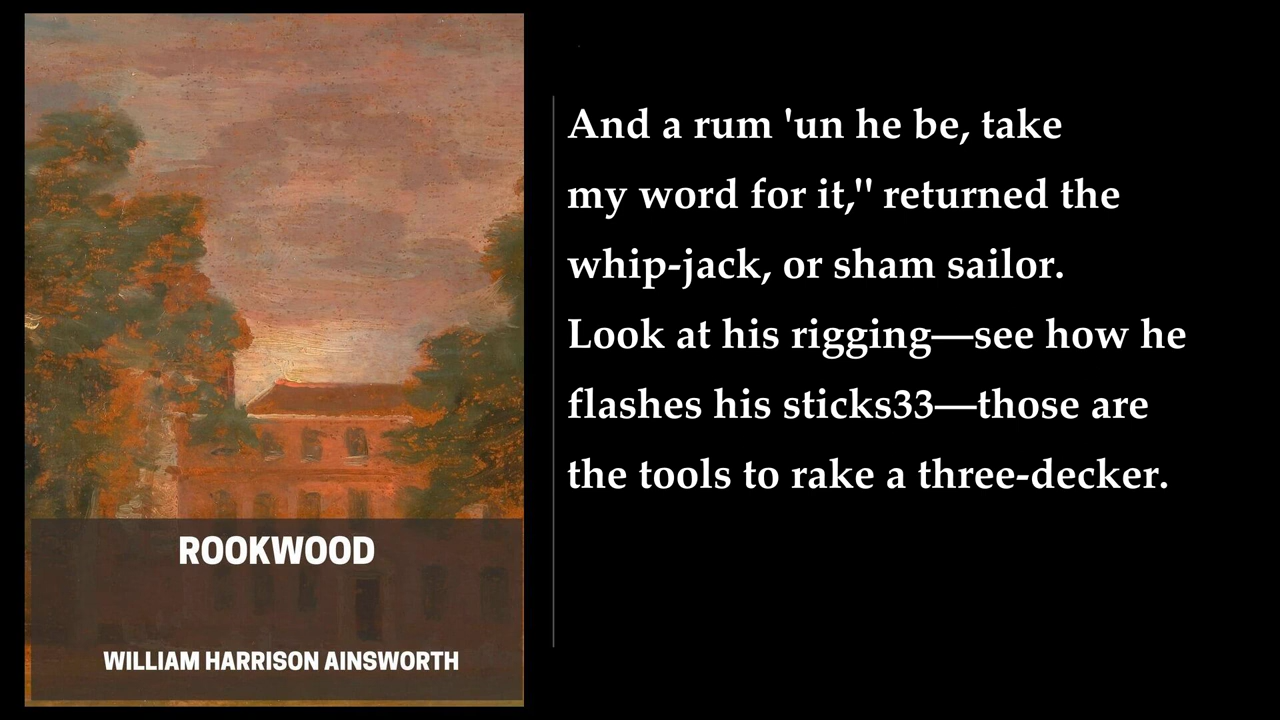 ROOKWOOD
WILLIAM HARRISON AINSWORTH
And a rum 'un he be, take
my word for it," returned the
whip-jack, or sham sailor.
Look at his rigging—see how he
flashes his sticks33—those are
the tools to rake a three-decker.